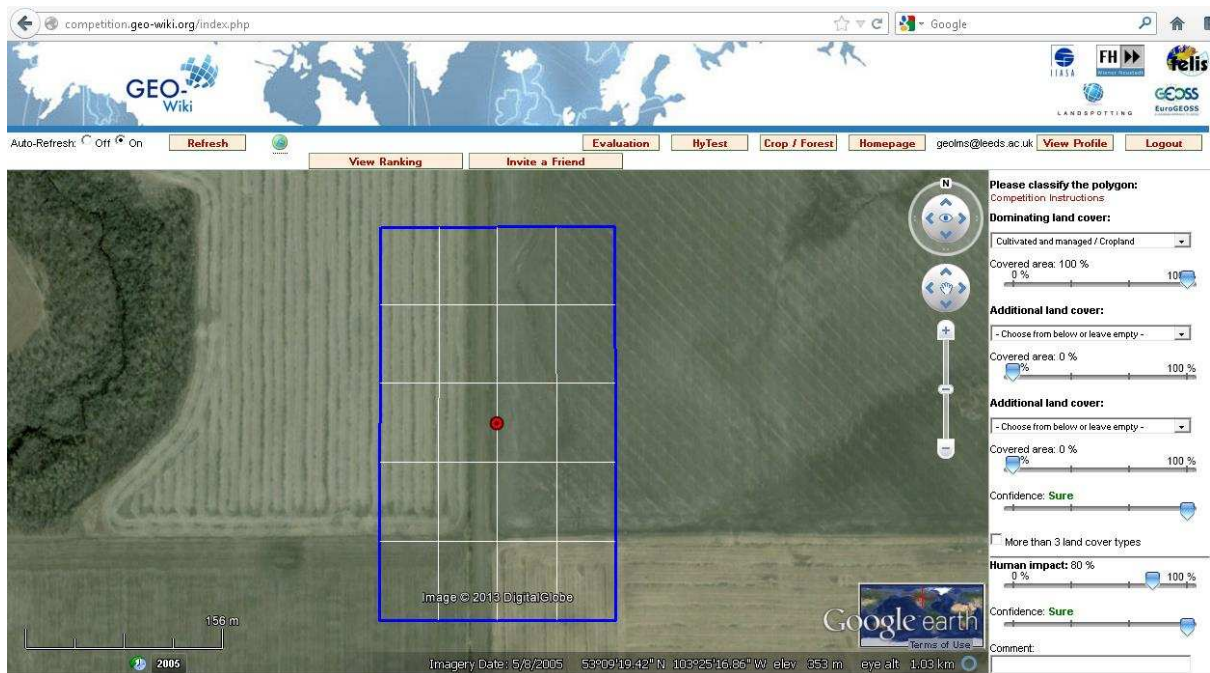 competition.geo-wiki.org/index.php
Google
GEO-
Wiki
IIASA
FH
Wiener Neustadt
felis
LANDSPOTTING
GEOSS
EuroGEOSS
Auto-Refresh: Off On Refresh Evaluation HyTest Crop / Forest Homepage geolms@leeds.ac.uk View Profile Logout
View Ranking Invite a Friend
N
Please classify the polygon:
Competition Instructions
Dominating land cover:
Cultivated and managed / Cropland
Covered area: 100 %
0 % 10
Additional land cover:
- Choose from below or leave empty -
Covered area: 0 %
% 100 %
Additional land cover:
- Choose from below or leave empty -
Covered area: 0 %
% 100 %
Confidence: Sure
More than 3 land cover types
Human impact: 80 %
0 % 100 %
Confidence: Sure
Comment:
Image © 2013 DigitalGlobe
Google earth
Terms of Use
156 m
2005
Imagery Date: 5/8/2005 53°09'19.42" N 103°25'16.86" W elev 353 m eye alt 1.03 km